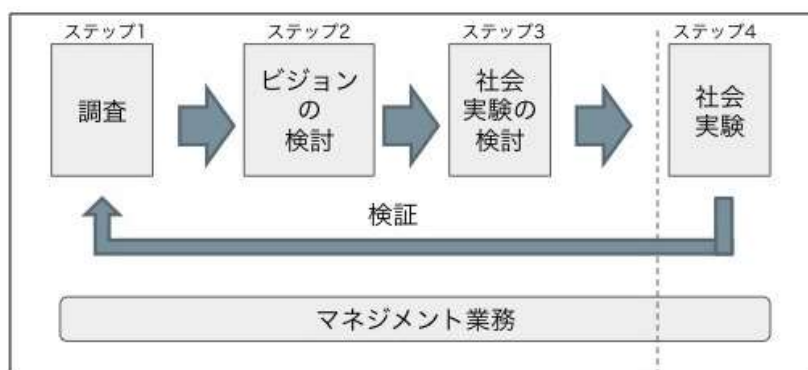 ステップ1
ステップ2
ステップ3
ステップ4
調査
ビジョン
の
検討
社会
実験の
検討
社会
実験
検証
マネジメント業務